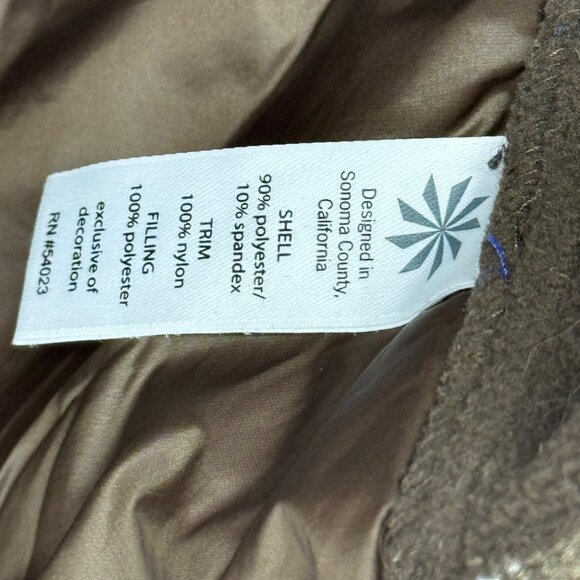 Designed in
Sonoma County,
California
SHELL
90% polyester/
10% spandex
TRIM
100% nylon
FILLING
100% polyester
exclusive of
decoration
RN #54023